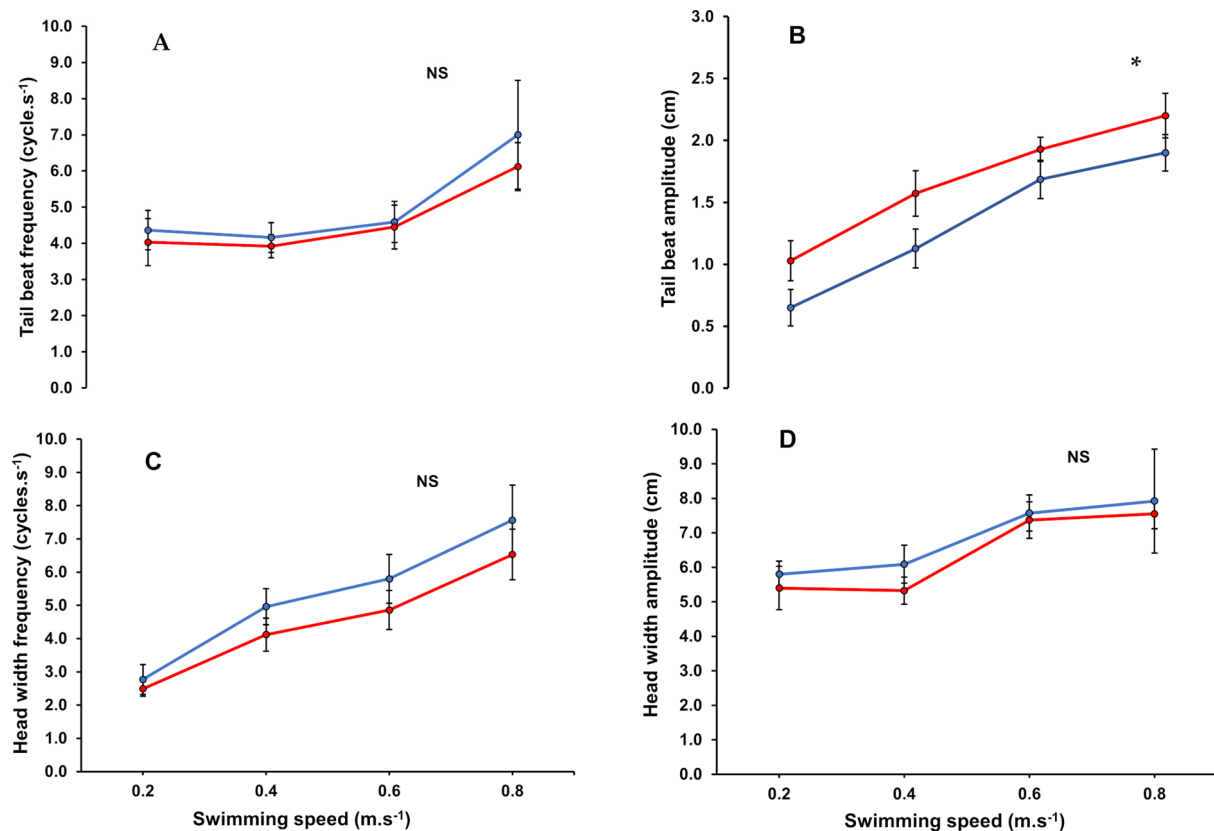 A
Tail beat frequency (cycle.s-1)
10.0
9.0
8.0
7.0
6.0
5.0
4.0
3.0
2.0
1.0
0.0
NS
B
Tail beat amplitude (cm)
3.0
2.5
2.0
1.5
1.0
0.5
0.0
*
C
Head width frequency (cycles.s-1)
10.0
9.0
8.0
7.0
6.0
5.0
4.0
3.0
2.0
1.0
0.0
NS
0.2 0.4 0.6 0.8
Swimming speed (m.s-1)
D
Head width amplitude (cm)
10.0
9.0
8.0
7.0
6.0
5.0
4.0
3.0
2.0
1.0
0.0
NS
0.2 0.4 0.6 0.8
Swimming speed (m.s-1)